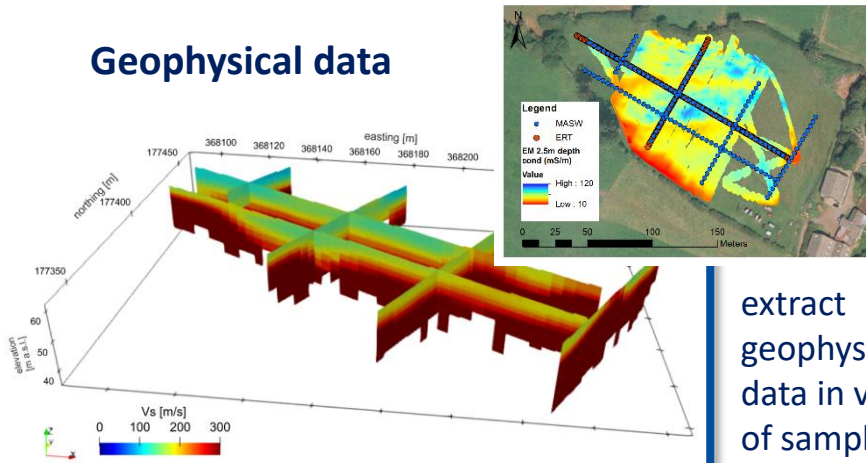 Geophysical data
N
Legend
MASW
ERT
EM 2.5m depth
cond (mS/m)
Value
High : 120
Low : 10
0 25 50 100 150
Meters
easting [m]
368100 368120 368140 368160 368180 368200
177450
177400
177350
northing [m]
60
50
40
elevation
[m a.s.l.]
Vs [m/s]
0 100 200 300
Z
Y
X
extract
geophys
data in v
of sampl